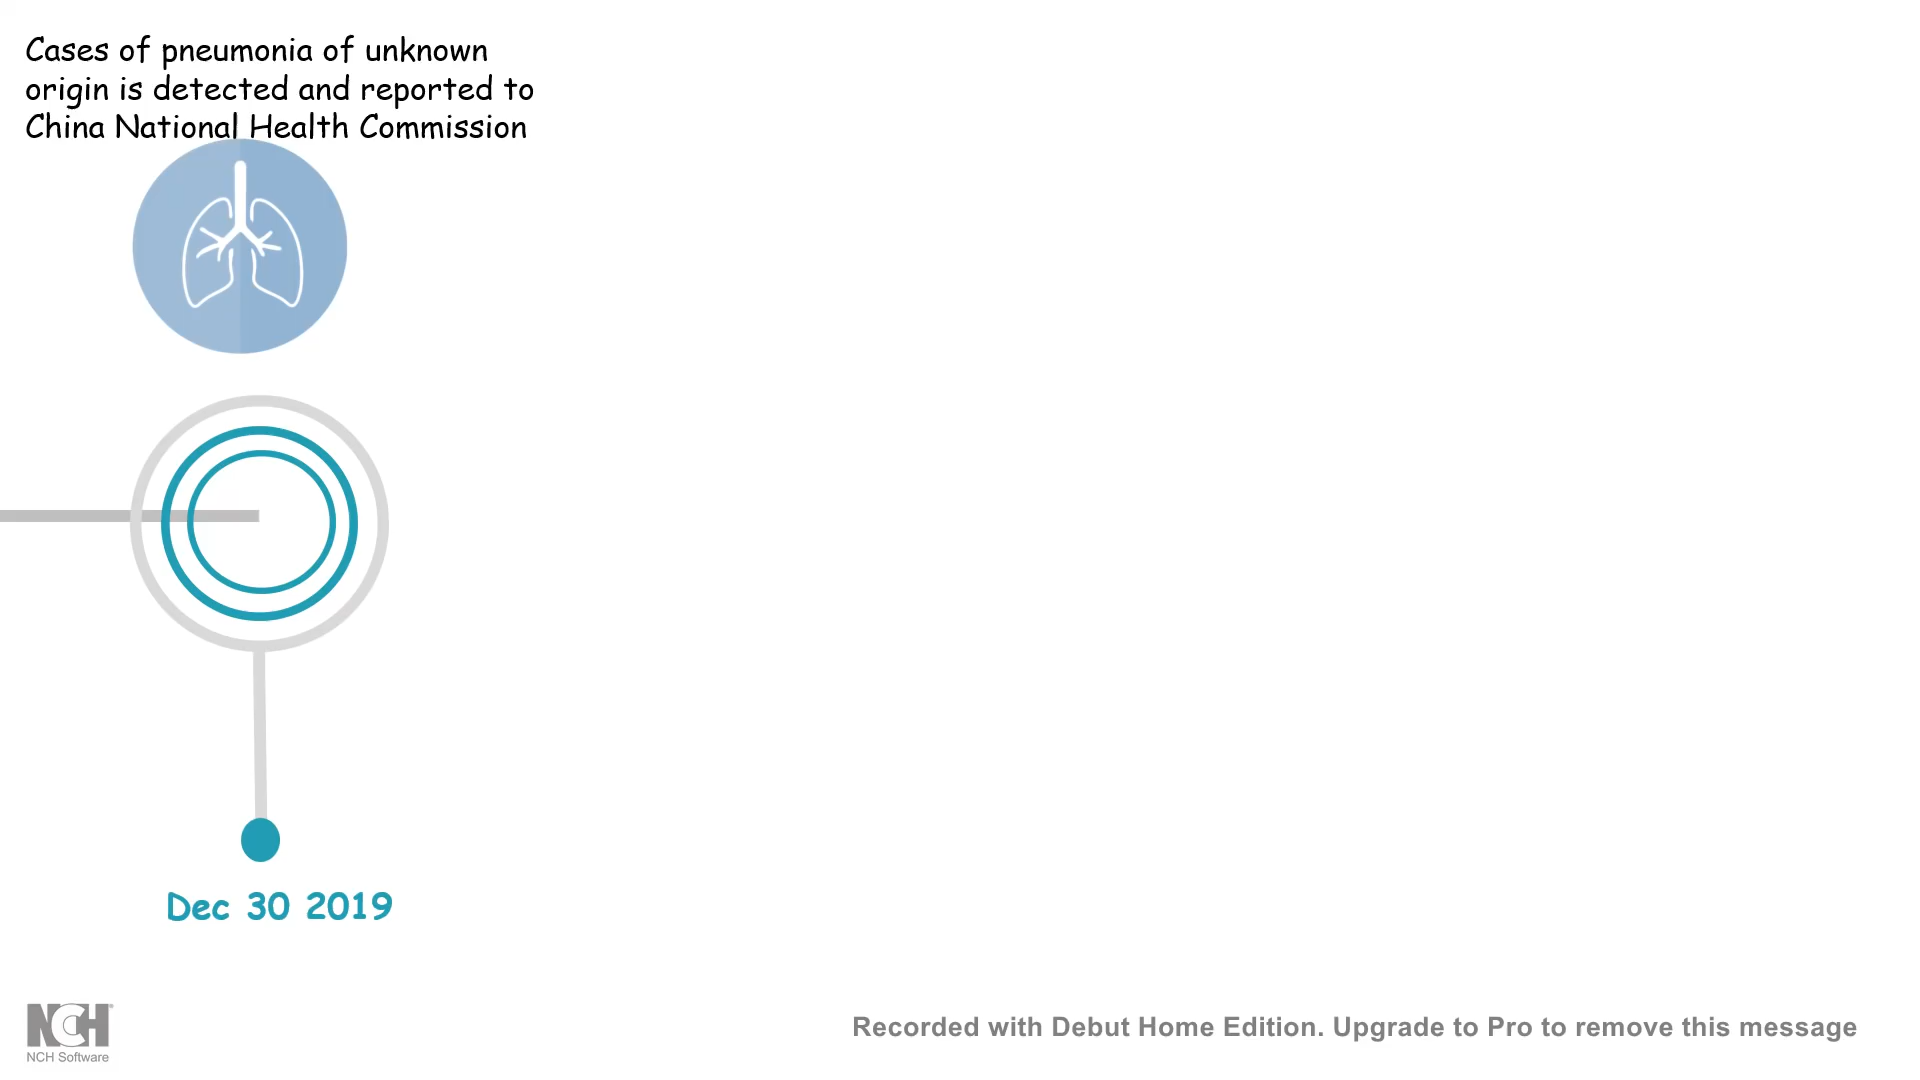 Cases of pneumonia of unknown
origin is detected and reported to
China National Health Commission
Dec 30 2019
NCH
NCH Software
Recorded with Debut Home Edition. Upgrade to Pro to remove this message